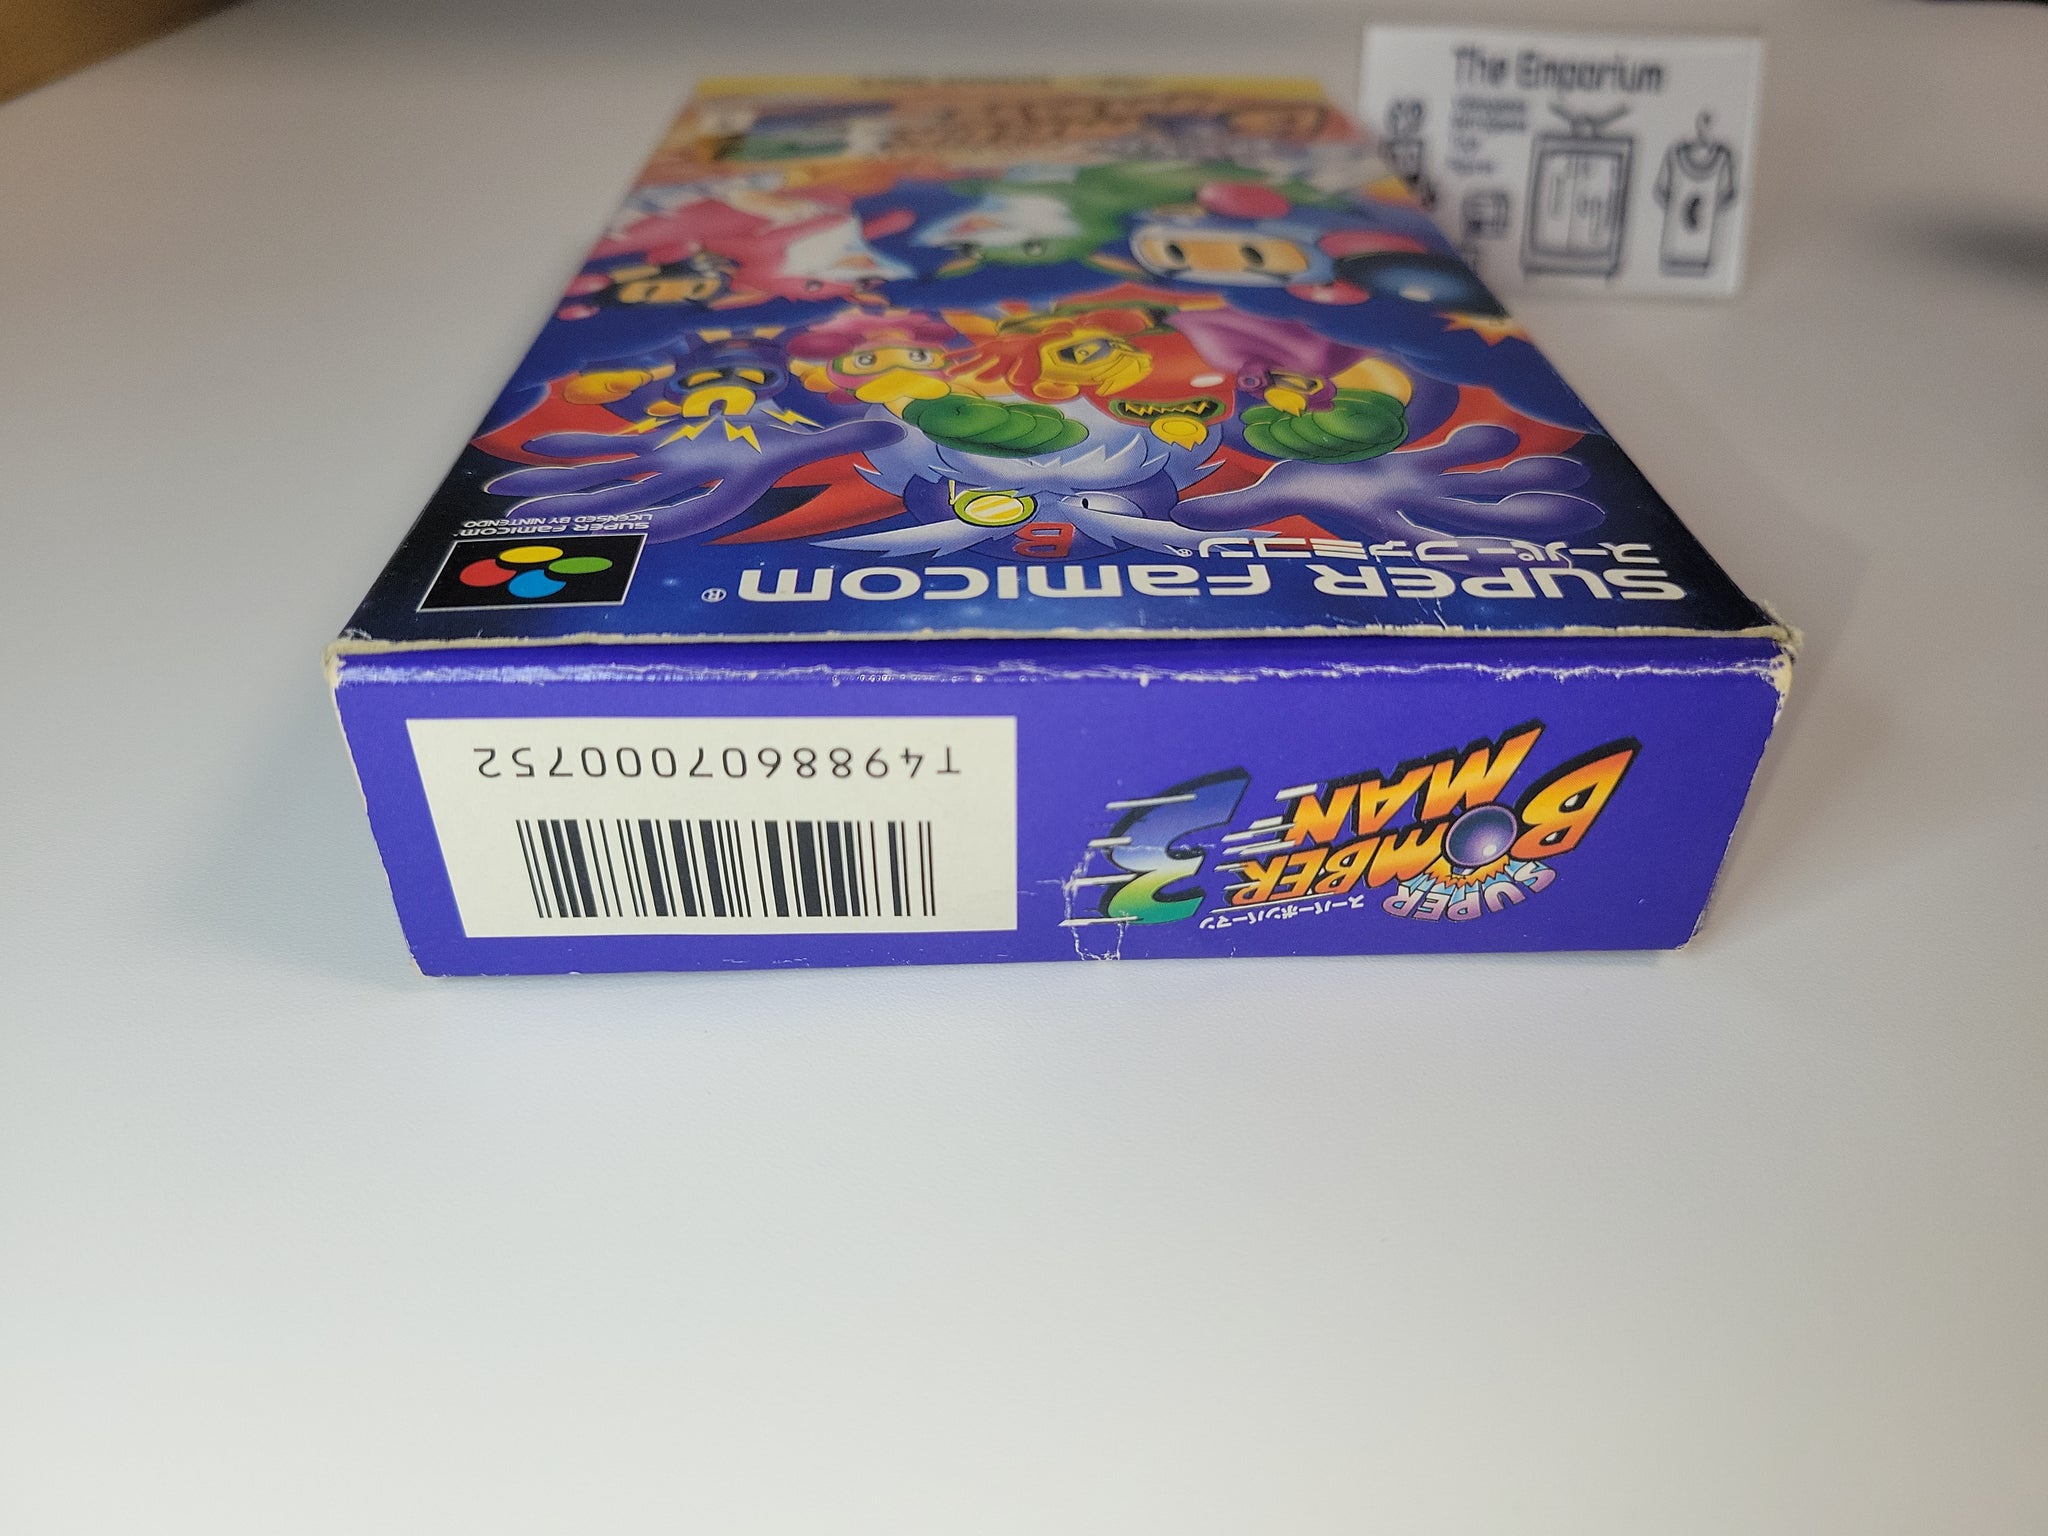 The Emporium
SUPER FAMICOM®
スーパーファミコン®
SUPER FAMICOM
LICENSED BY NINTENDO
SUPER
BOMBER
MAN
3
スーパーボンバーマン
T4988607000752